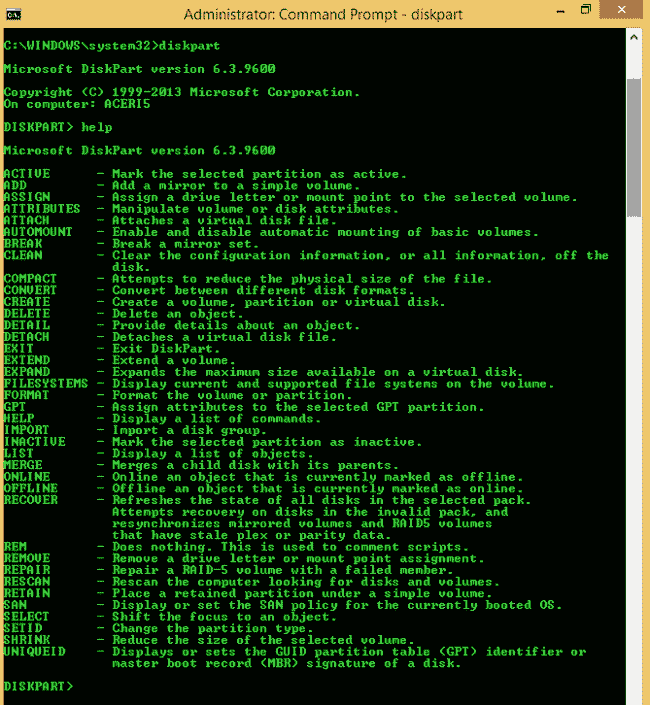 Administrator: Command Prompt - diskpart
C:\WINDOWS\system32>diskpart
Microsoft DiskPart version 6.3.9600
Copyright (C) 1999-2013 Microsoft Corporation.
On computer: ACERI5
DISKPART> help
Microsoft DiskPart version 6.3.9600
ACTIVE - Mark the selected partition as active.
ADD - Add a mirror to a simple volume.
ASSIGN - Assign a drive letter or mount point to the selected volume.
ATTRIBUTES - Manipulate volume or disk attributes.
ATTACH - Attaches a virtual disk file.
AUTOMOUNT - Enable and disable automatic mounting of basic volumes.
BREAK - Break a mirror set.
CLEAN - Clear the configuration information, or all information, off the
disk.
COMPACT - Attempts to reduce the physical size of the file.
CONVERT - Convert between different disk formats.
CREATE - Create a volume, partition or virtual disk.
DELETE - Delete an object.
DETAIL - Provide details about an object.
DETACH - Detaches a virtual disk file.
EXIT - Exit DiskPart.
EXTEND - Extend a volume.
EXPAND - Expands the maximum size available on a virtual disk.
FILESYSTEMS - Display current and supported file systems on the volume.
FORMAT - Format the volume or partition.
GPT - Assign attributes to the selected GPT partition.
HELP - Display a list of commands.
IMPORT - Import a disk group.
INACTIVE - Mark the selected partition as inactive.
LIST - Display a list of objects.
MERGE - Merges a child disk with its parents.
ONLINE - Online an object that is currently marked as offline.
OFFLINE - Offline an object that is currently marked as online.
RECOVER - Refreshes the state of all disks in the selected pack.
Attempts recovery on disks in the invalid pack, and
resynchronizes mirrored volumes and RAID5 volumes
that have stale plex or parity data.
REM - Does nothing. This is used to comment scripts.
REMOVE - Remove a drive letter or mount point assignment.
REPAIR - Repair a RAID-5 volume with a failed member.
RESCAN - Rescan the computer looking for disks and volumes.
RETAIN - Place a retained partition under a simple volume.
SAN - Display or set the SAN policy for the currently booted OS.
SELECT - Shift the focus to an object.
SETID - Change the partition type.
SHRINK - Reduce the size of the selected volume.
UNIQUEID - Displays or sets the GUID partition table (GPT) identifier or
master boot record (MBR) signature of a disk.
DISKPART>